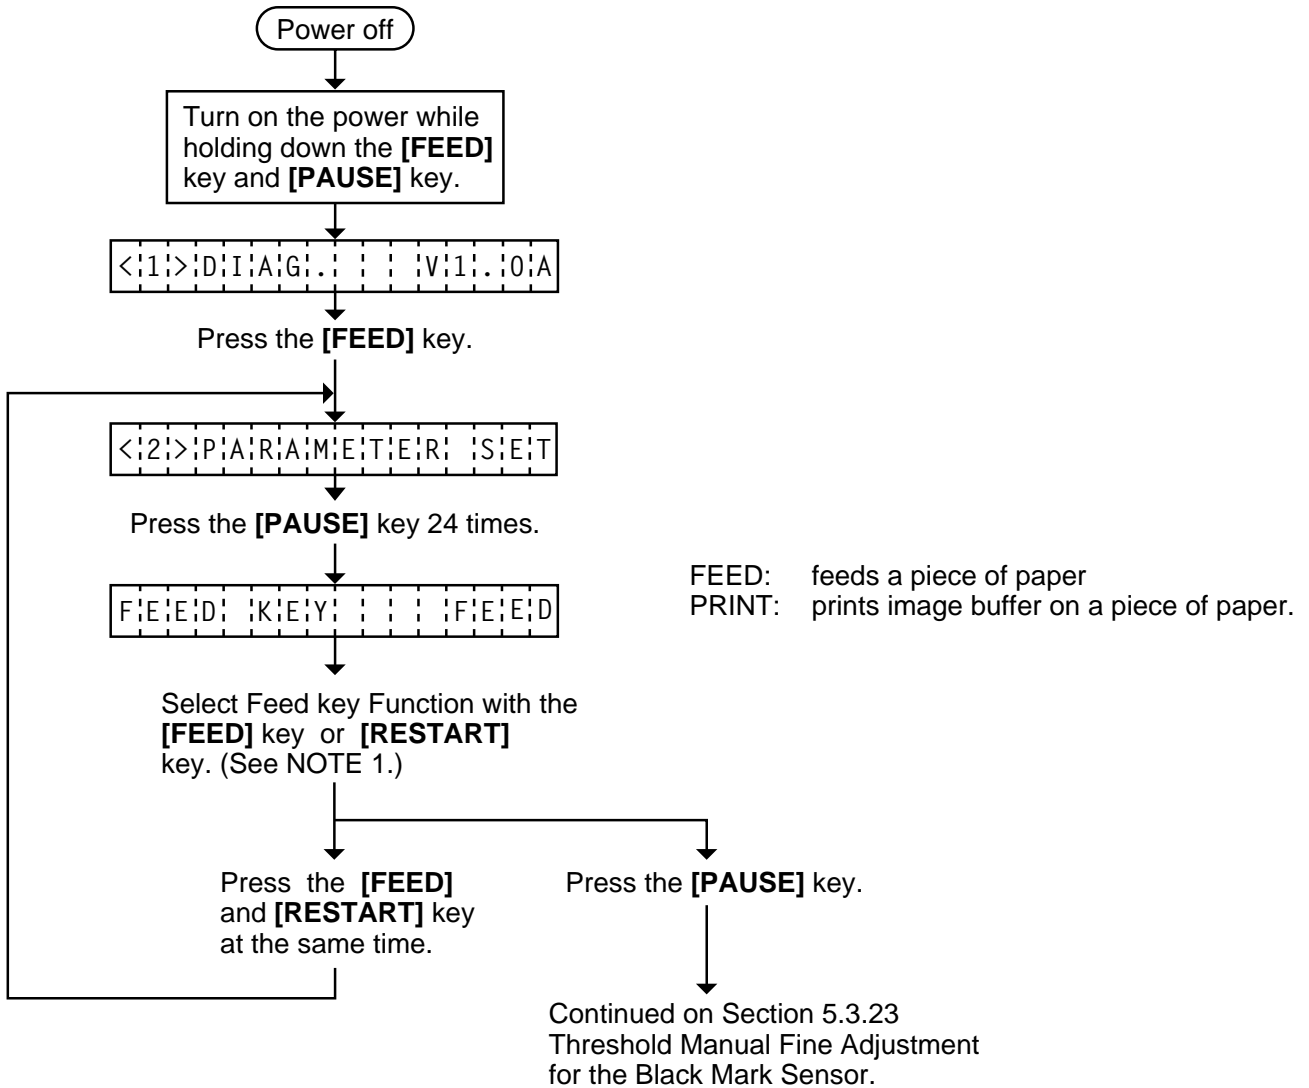 Power off
Turn on the power while
holding down the [FEED]
key and [PAUSE] key.
<1>DIAG.   V1.0A
Press the [FEED] key.
<2>PARAMETER SET
Press the [PAUSE] key 24 times.
FEED KEY    FEED
FEED: feeds a piece of paper
PRINT: prints image buffer on a piece of paper.
Select Feed key Function with the
[FEED] key or [RESTART]
key. (See NOTE 1.)
Press the [FEED]
and [RESTART] key
at the same time.
Press the [PAUSE] key.
Continued on Section 5.3.23
Threshold Manual Fine Adjustment
for the Black Mark Sensor.